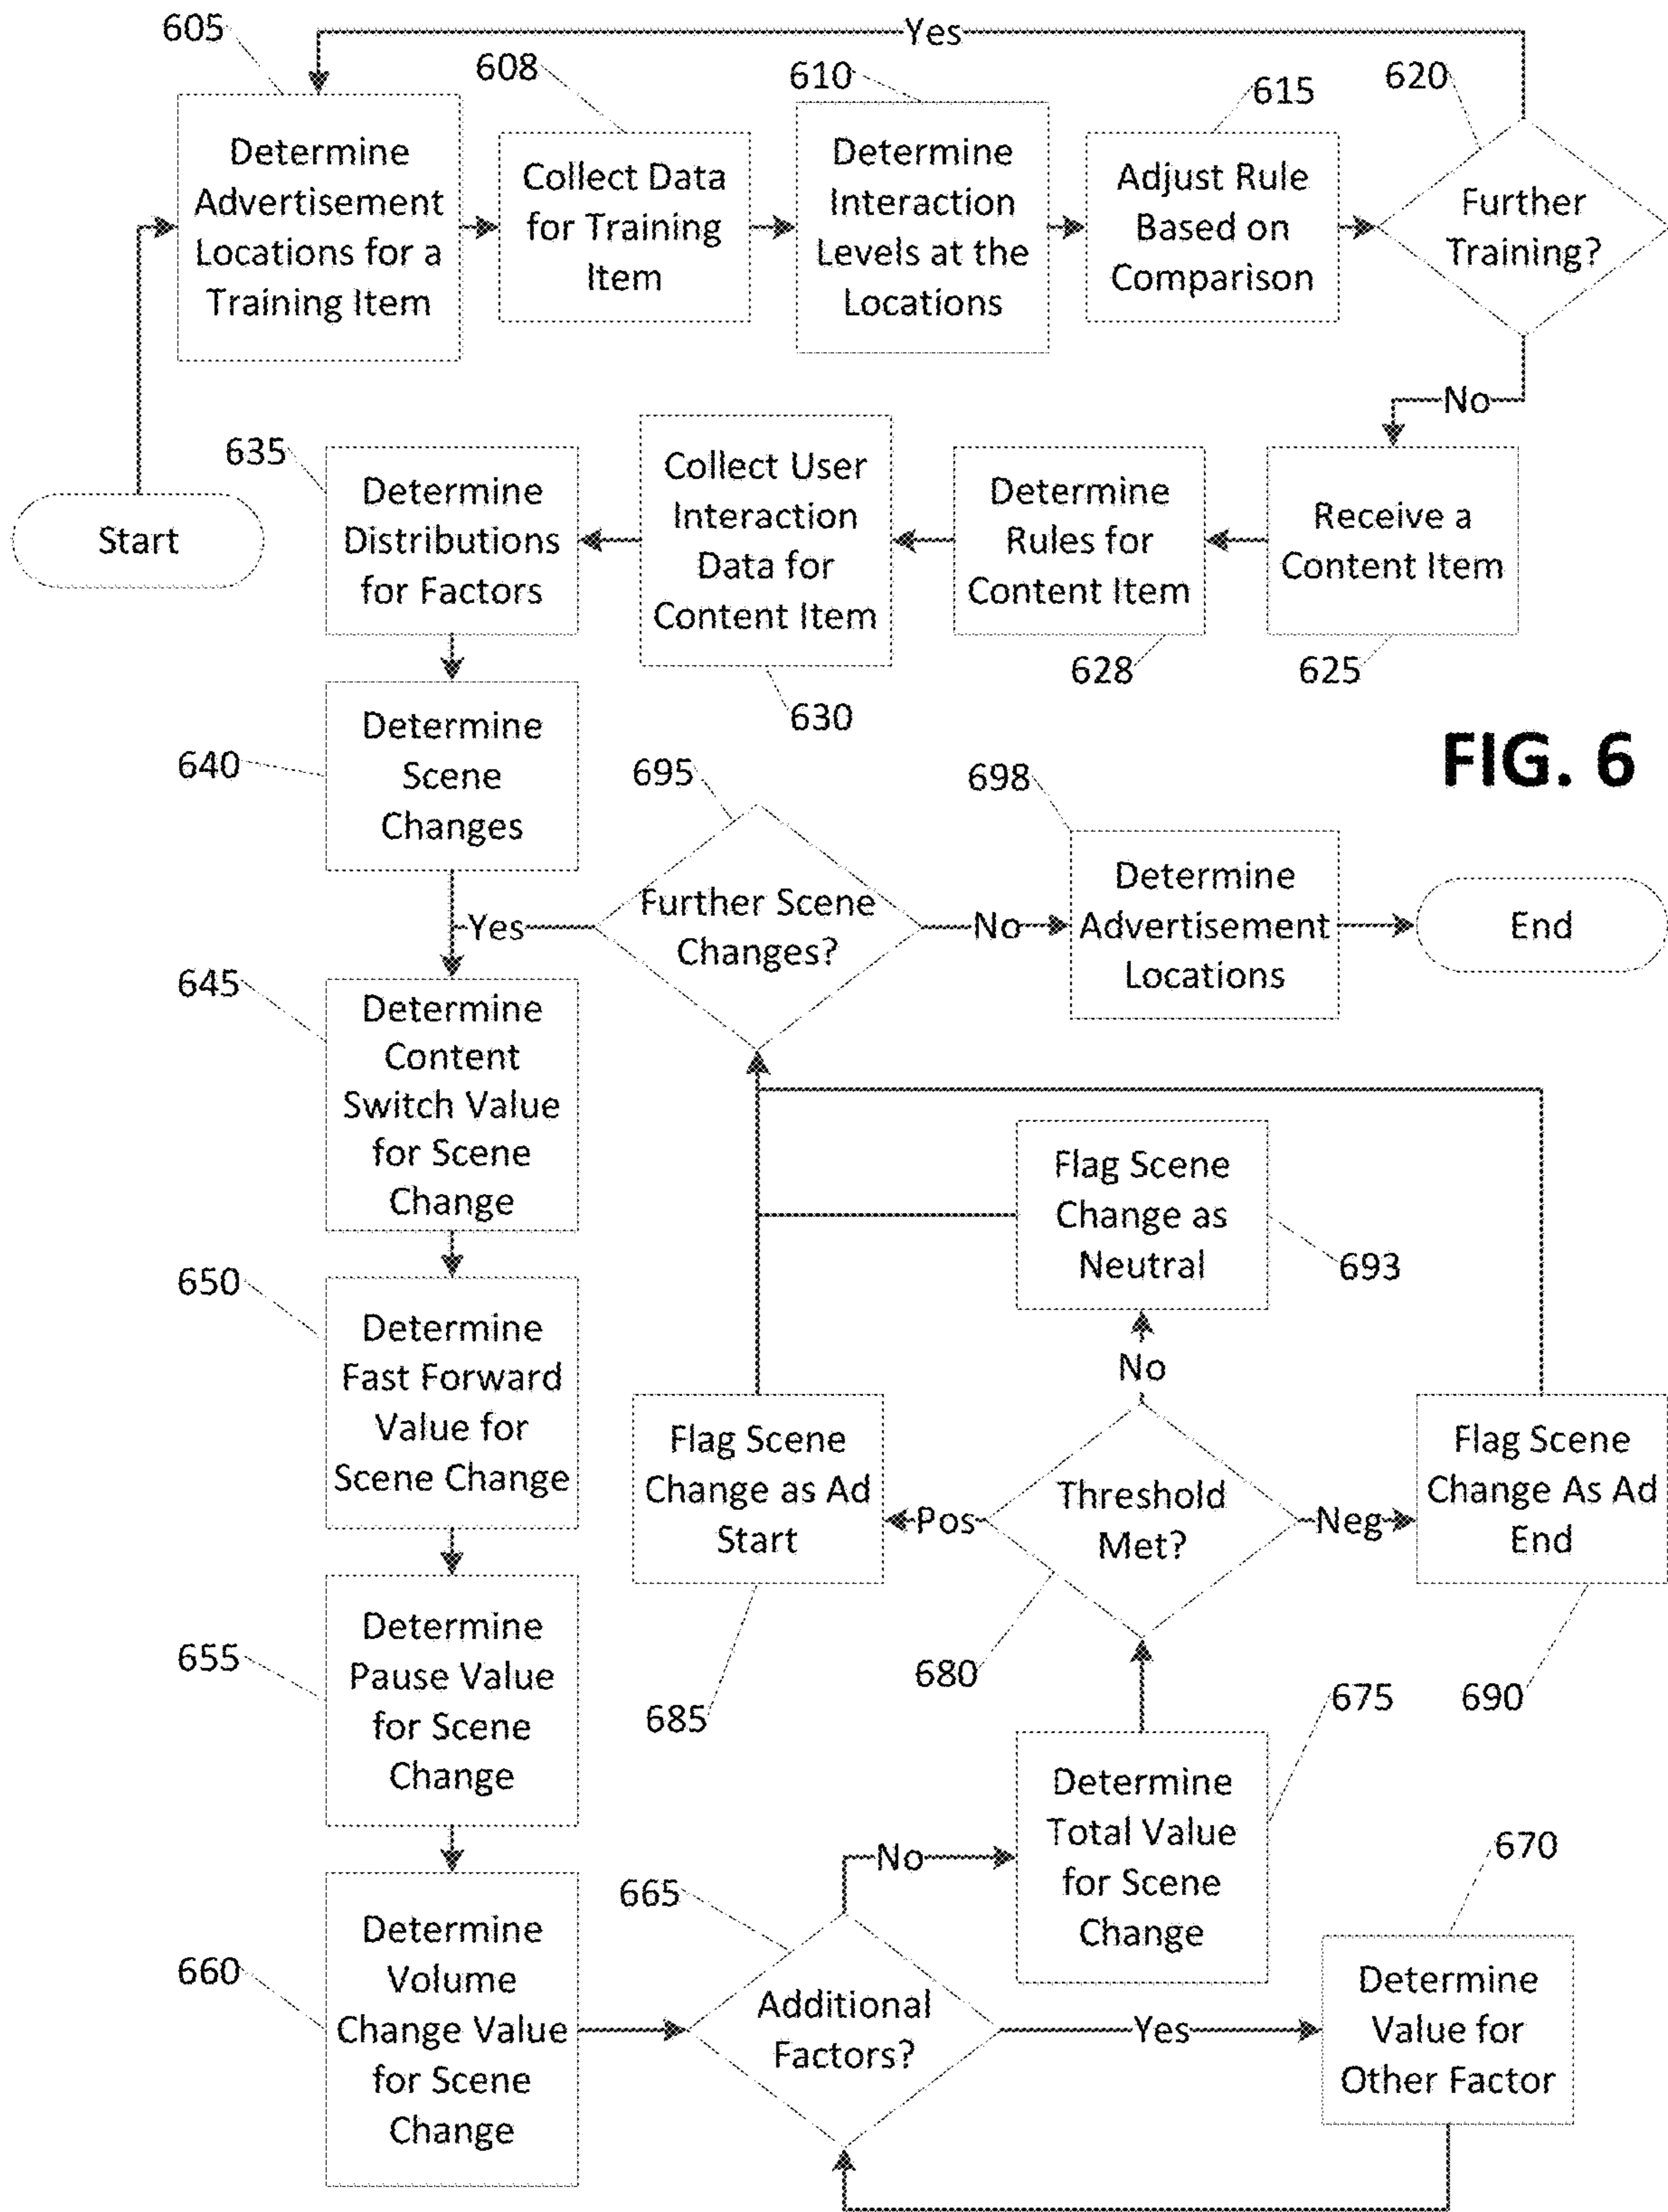 605
Yes
608
610
615
620
Determine
Advertisement
Locations for a
Training Item
Collect Data
for Training
Item
Determine
Interaction
Levels at the
Locations
Adjust Rule
Based on
Comparison
Further
Training?
No
635
Start
Determine
Distributions
for Factors
Collect User
Interaction
Data for
Content Item
Determine
Rules for
Content Item
Receive a
Content Item
630
628
625
FIG. 6
640
Determine
Scene
Changes
695
698
Yes
Further Scene
Changes?
No
Determine
Advertisement
Locations
End
645
Determine
Content
Switch Value
for Scene
Change
Flag Scene
Change as
Neutral
693
650
Determine
Fast Forward
Value for
Scene Change
No
Flag Scene
Change as Ad
Start
Pos
Threshold
Met?
Neg
Flag Scene
Change As Ad
End
655
Determine
Pause Value
for Scene
Change
685
680
675
690
Determine
Total Value
for Scene
Change
No
670
660
Determine
Volume
Change Value
for Scene
Change
665
Additional
Factors?
Yes
Determine
Value for
Other Factor